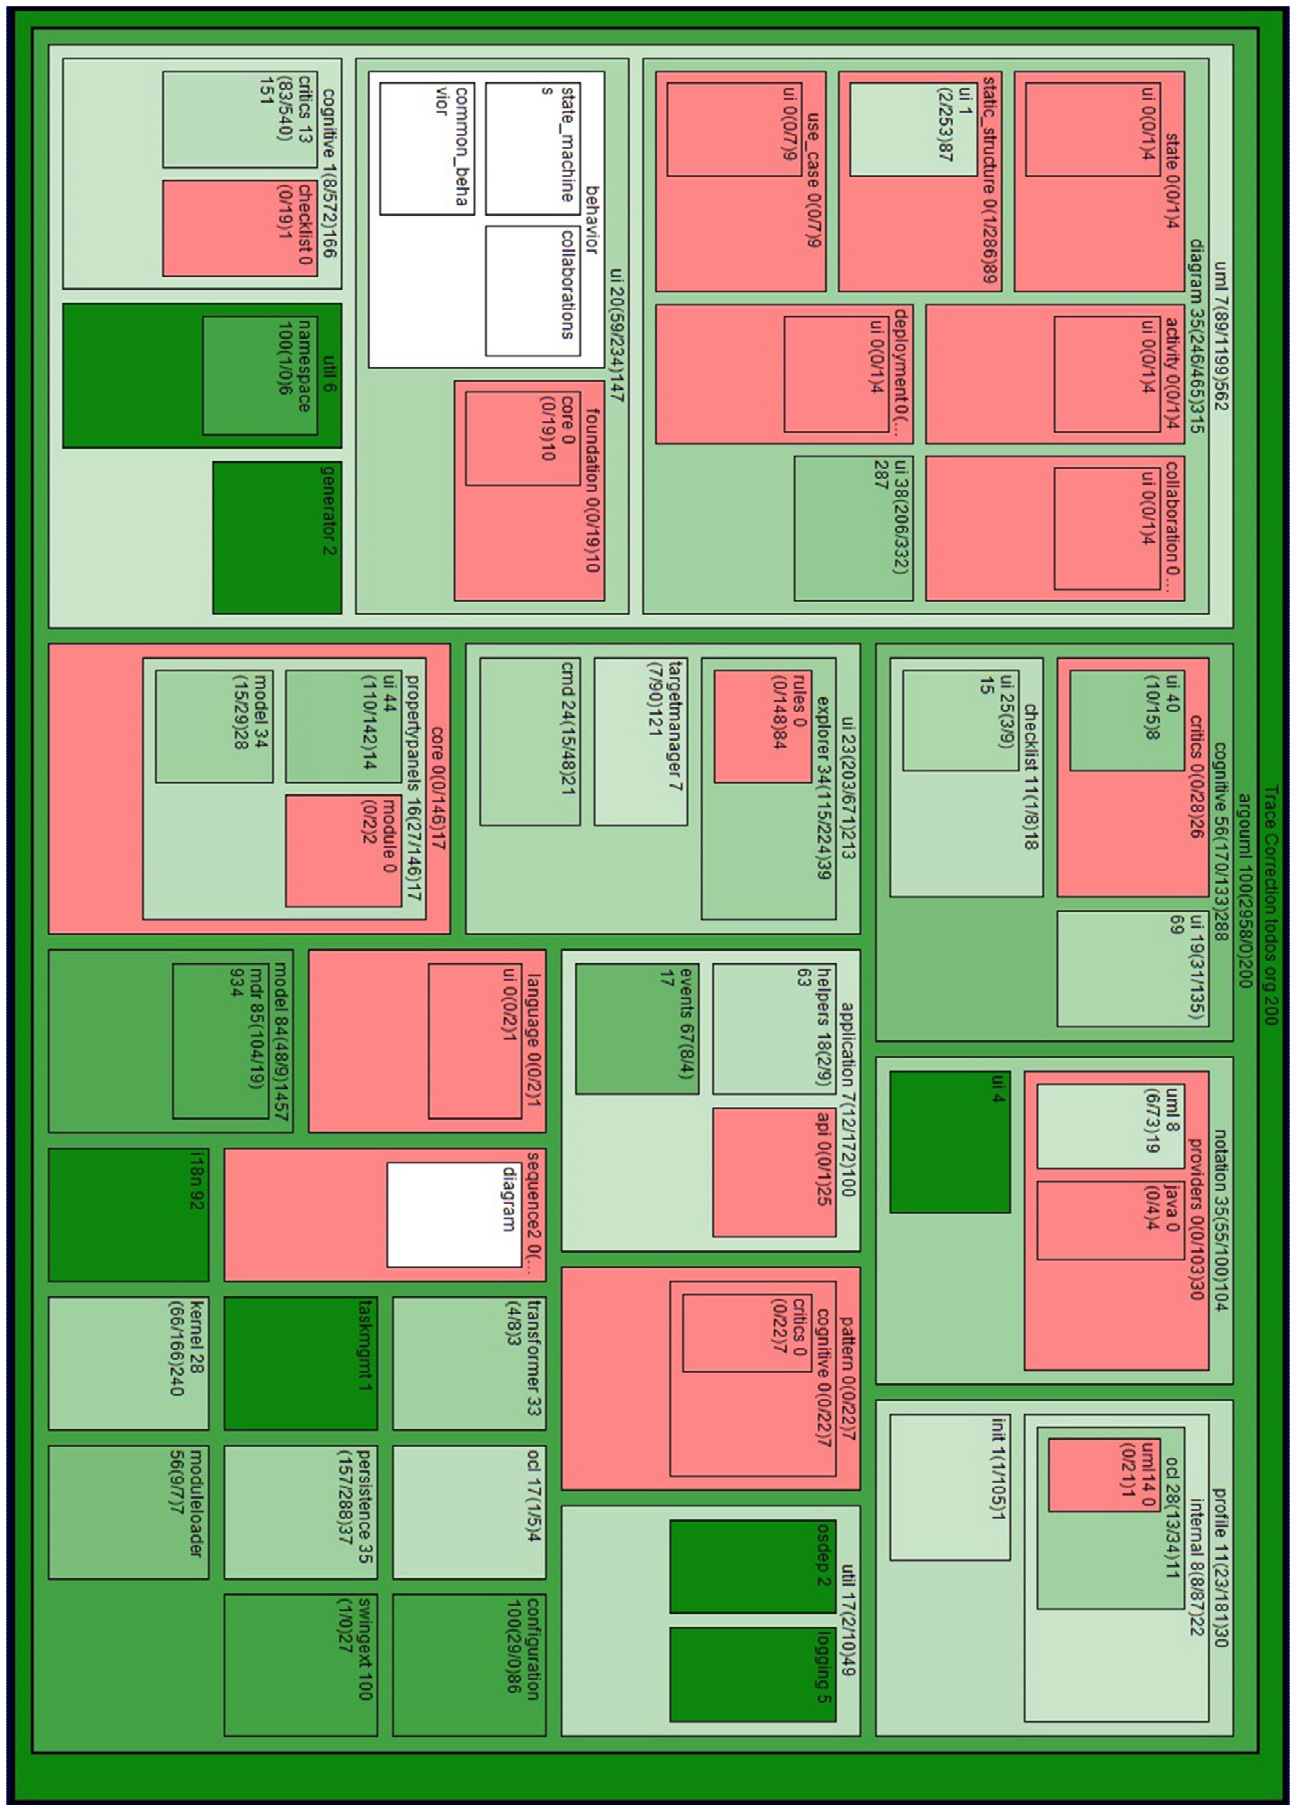 Trace Correction todos org 200
argouml 100(2958/0)200
uml 7(89/1199)562
diagram 35(246/465)315
state 0(0/1)4
ui 0(0/1)4
activity 0(0/1)4
ui 0(0/1)4
collaboration 0...
ui 0(0/1)4
static_structure 0(1/286)89
ui 1
(2/253)87
deployment 0(...
ui 0(0/1)4
ui 38(206/332)
287
use_case 0(0/7)9
ui 0(0/7)9
ui 20(59/234)147
behavior
state_machine
s
collaborations
common_beha
vior
foundation 0(0/19)10
core 0
(0/19)10
cognitive 1(8/572)166
critics 13
(83/540)
151
checklist 0
(0/19)1
util 6
namespace
100(1/0)6
generator 2
cognitive 56(170/133)288
critics 0(0/28)26
ui 40
(10/15)8
ui 19(31/135)
69
checklist 11(1/8)18
ui 25(3/9)
15
notation 35(55/100)104
providers 0(0/103)30
uml 8
(6/73)19
java 0
(0/4)4
ui 4
profile 11(23/181)30
internal 8(8/87)22
ocl 28(13/34)11
uml14 0
(0/21)1
init 1(1/105)1
ui 23(203/671)213
explorer 34(115/224)39
rules 0
(0/148)84
targetmanager 7
(7/90)121
cmd 24(15/48)21
application 7(12/172)100
helpers 18(2/9)
63
api 0(0/1)25
events 67(8/4)
17
pattern 0(0/22)7
cognitive 0(0/22)7
critics 0
(0/22)7
util 17(2/10)49
osdep 2
logging 5
core 0(0/146)17
propertypanels 16(27/146)17
ui 44
(110/142)14
module 0
(0/2)2
model 34
(15/29)28
language 0(0/2)1
ui 0(0/2)1
sequence2 0(...
diagram
transformer 33
(4/8)3
ocl 17(1/5)4
configuration
100(29/0)86
model 84(48/9)1457
mdr 85(104/19)
934
i18n 92
taskmgmt 1
persistence 35
(157/288)37
swingext 100
(1/0)27
kernel 28
(66/166)240
moduleloader
56(9/7)7